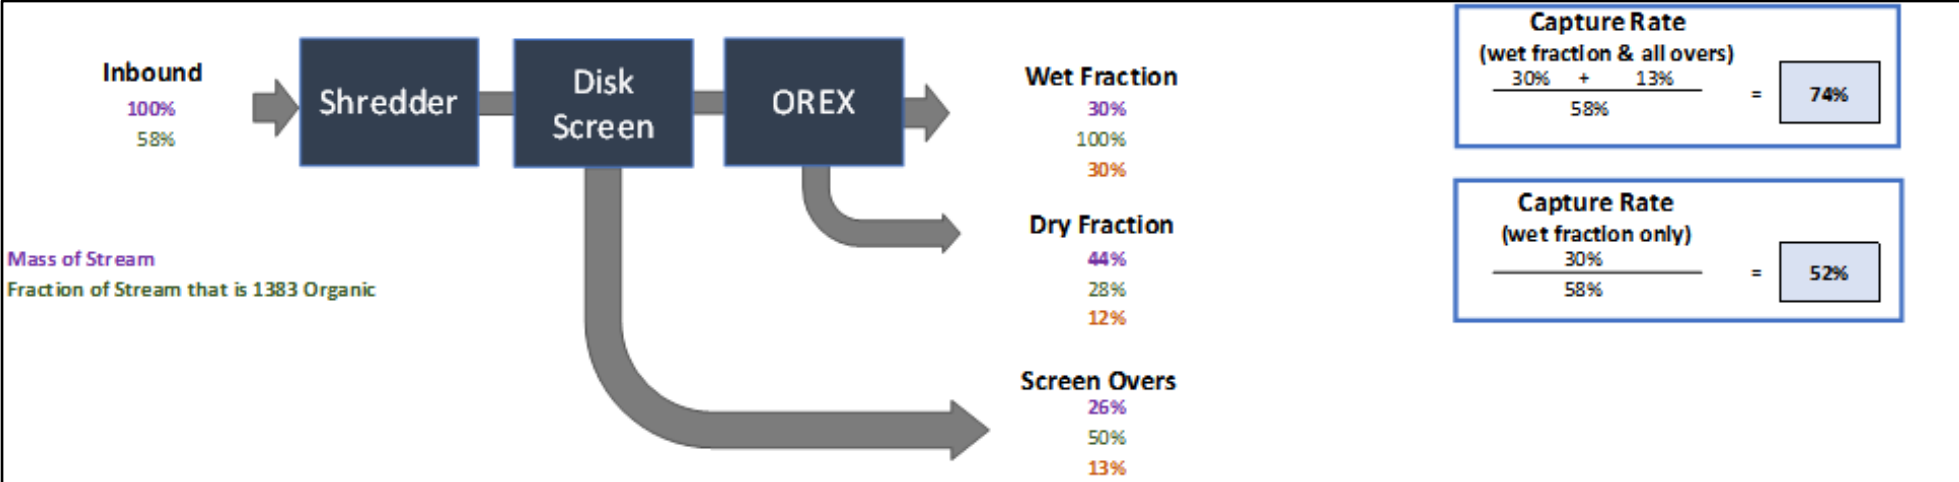 Inbound
100%
58%
Shredder
Disk
Screen
OREX
Wet Fraction
30%
100%
30%
Dry Fraction
44%
28%
12%
Screen Overs
26%
50%
13%
Mass of Stream
Fraction of Stream that is 1383 Organic
Capture Rate
(wet fraction & all overs)
30% + 13%
58%
= 74%
Capture Rate
(wet fraction only)
30%
58%
= 52%